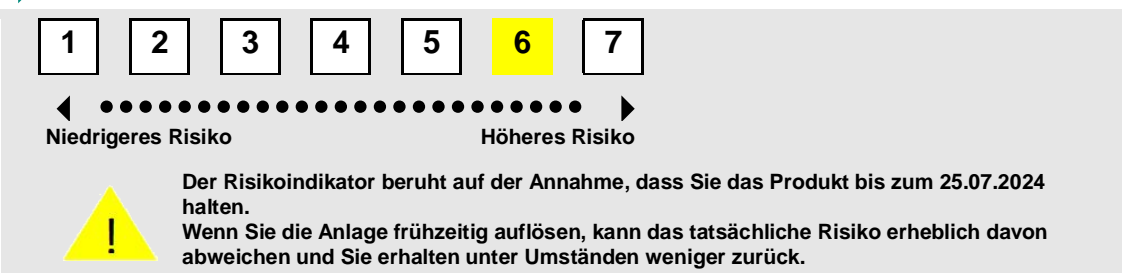 1 2 3 4 5 6 7
Niedrigeres Risiko Höheres Risiko
Der Risikoindikator beruht auf der Annahme, dass Sie das Produkt bis zum 25.07.2024
halten.
Wenn Sie die Anlage frühzeitig auflösen, kann das tatsächliche Risiko erheblich davon
abweichen und Sie erhalten unter Umständen weniger zurück.
!